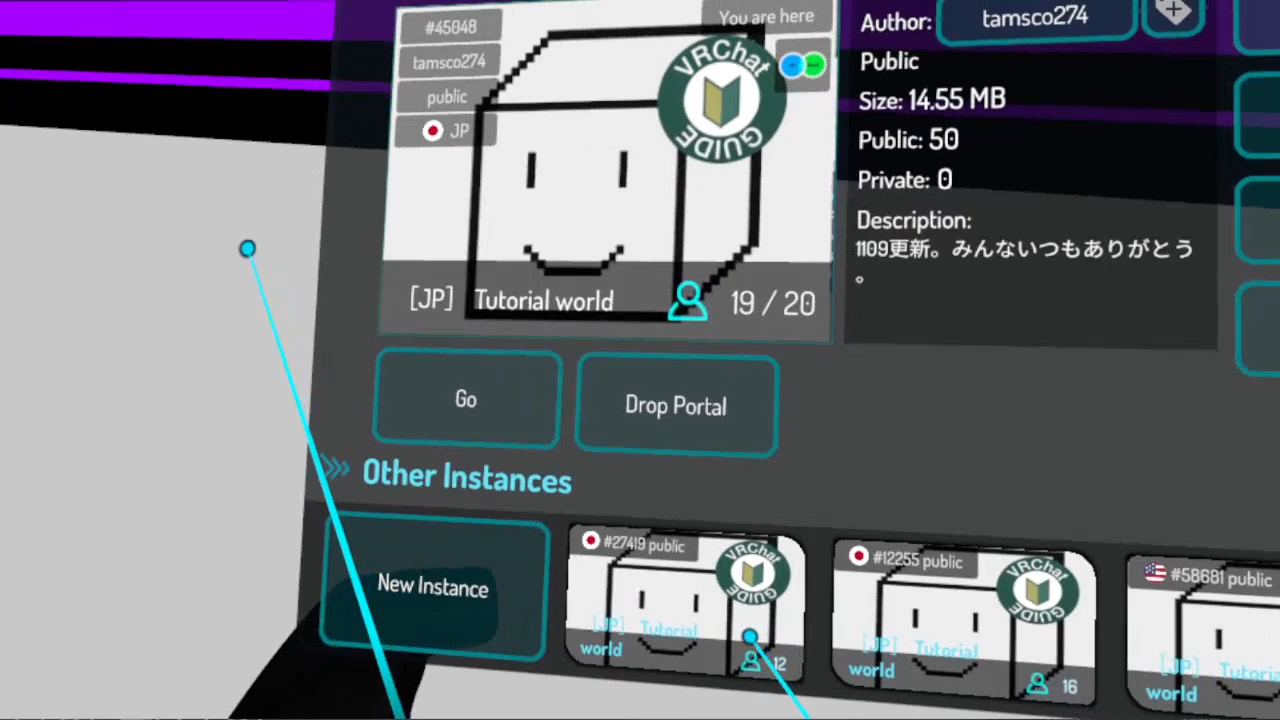 #45048
tamsco274
public
JP
You are here
VRChat
GUIDE
[JP] Tutorial world
19 / 20
Author: tamsco274
Public
Size: 14.55 MB
Public: 50
Private: 0
Description:
1109更新。みんないつもありがとう
。
Go
Drop Portal
Other Instances
New Instance
#27419 public
VRChat
GUIDE
[JP] Tutorial
world
12
#12255 public
VRChat
GUIDE
[JP] Tutorial
world
16
#58681 public
[JP]
world